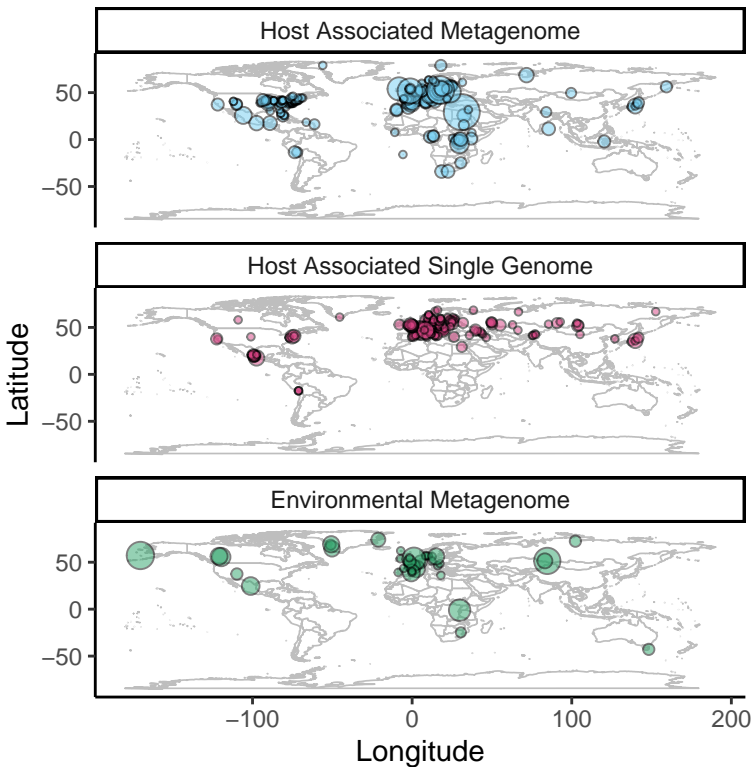 Host Associated Metagenome
50
0
−50
Host Associated Single Genome
50
0
−50
Latitude
Environmental Metagenome
50
0
−50
−100 0 100 200
Longitude